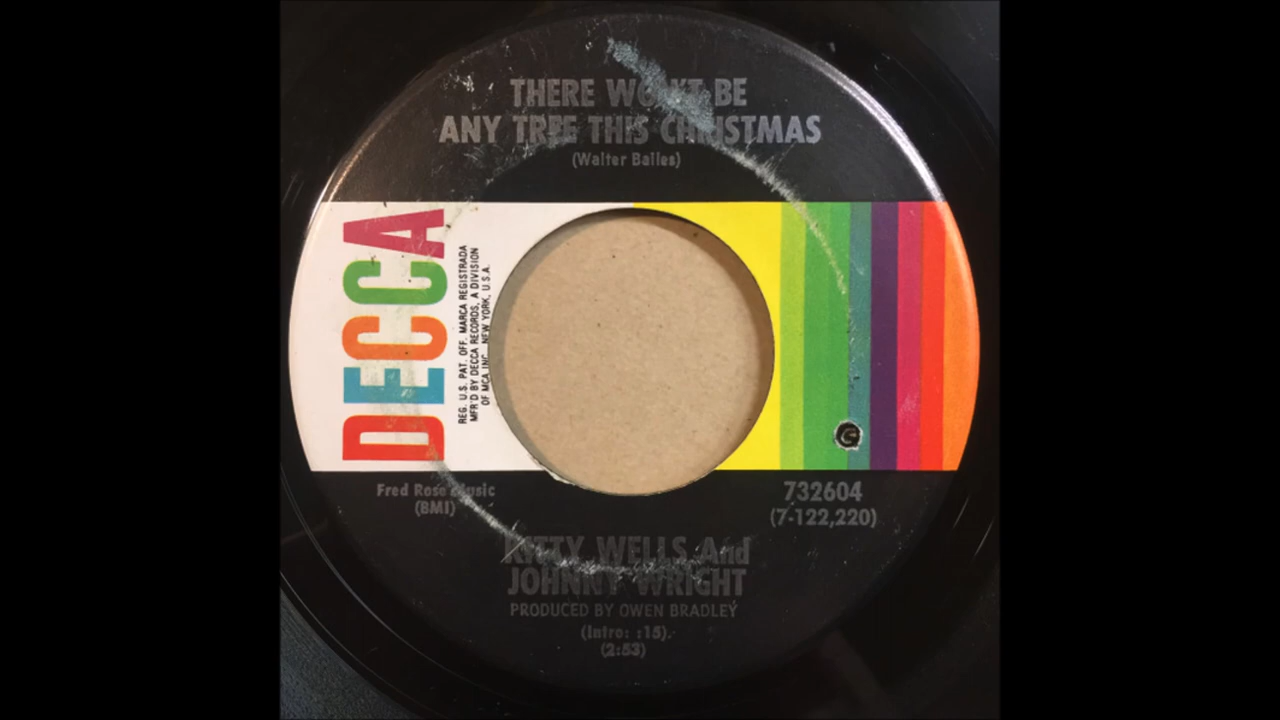 THERE WON'T BE
ANY TREE THIS CHRISTMAS
(Walter Bailes)
DECCA
REG. U.S. PAT. OFF. MARCA REGISTRADA
MFR'D BY DECCA RECORDS, A DIVISION
OF MCA INC., NEW YORK, U.S.A.
Fred Rose Music
(BMI)
732604
(7-122,220)
G
KITTY WELLS And
JOHNNY WRIGHT
PRODUCED BY OWEN BRADLEY
(Intro: :15)
(2:53)